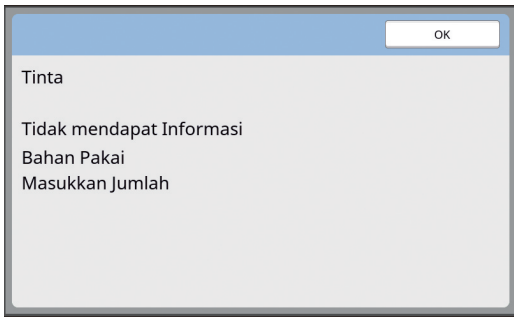 OK
Tinta
Tidak mendapat Informasi
Bahan Pakai
Masukkan Jumlah